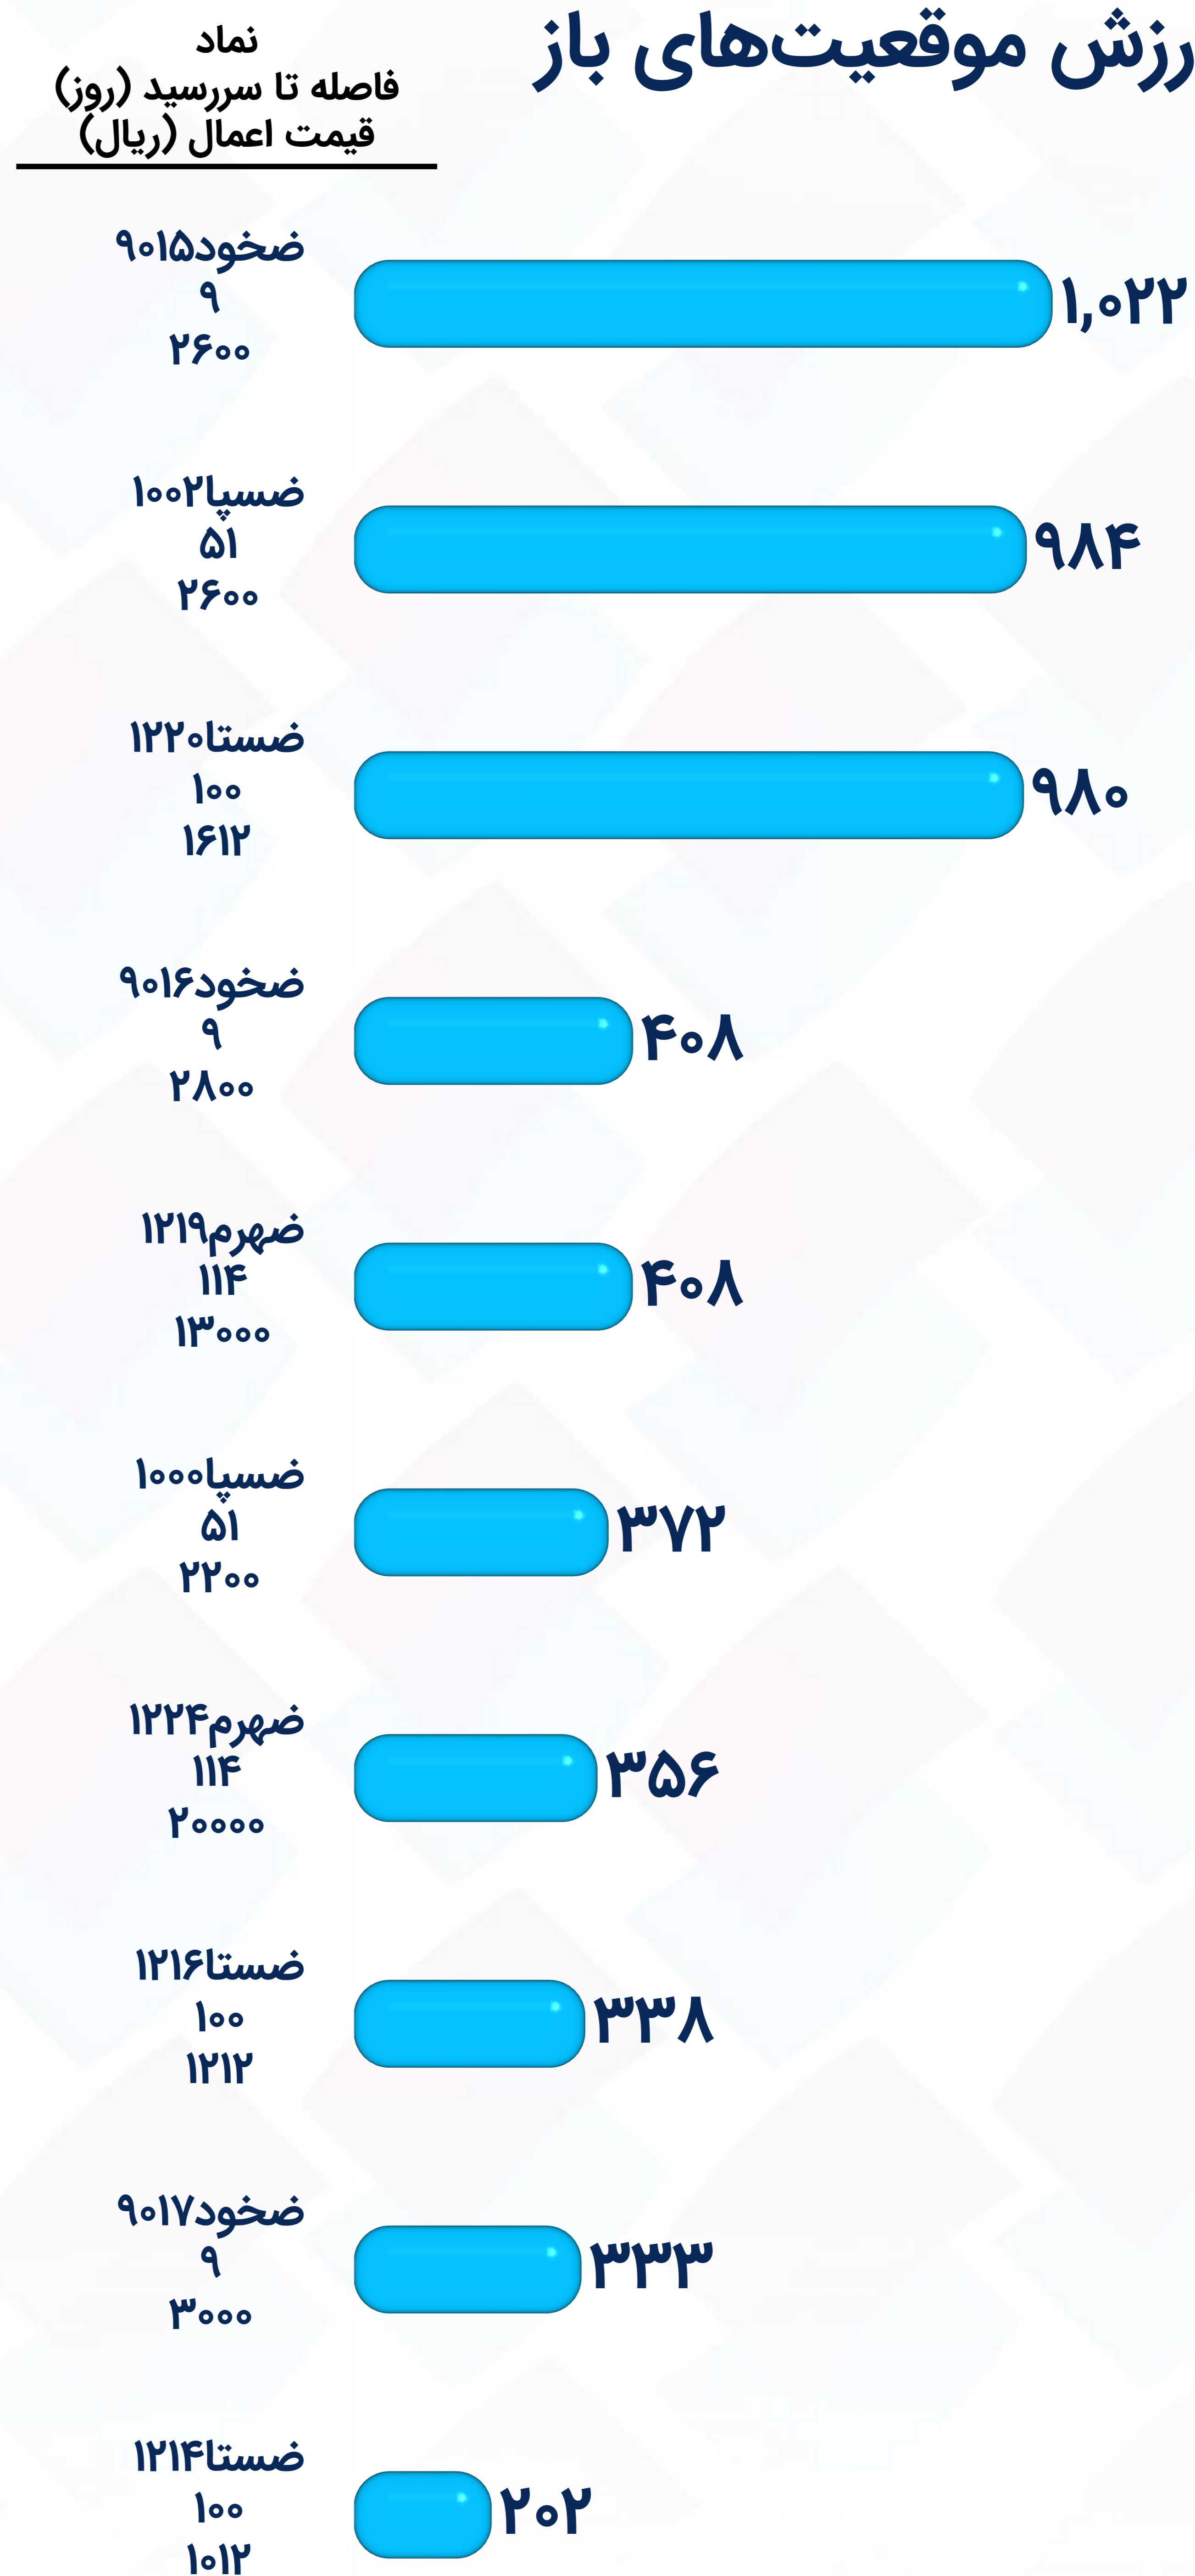 رزش موقعیت‌های باز
نماد
فاصله تا سررسید (روز)
قیمت اعمال (ریال)
ضخود۹۰۱۵
۹
۲۶۰۰
۱,۰۲۲
ضسپا۱۰۰۲
۵۱
۲۶۰۰
۹۸۴
ضستا۱۲۲۰
۱۰۰
۱۶۱۲
۹۸۰
ضخود۹۰۱۶
۹
۲۸۰۰
۴۰۸
ضهرم۱۲۱۹
۱۱۴
۱۳۰۰۰
۴۰۸
ضسپا۱۰۰۰
۵۱
۲۲۰۰
۳۷۲
ضهرم۱۲۲۴
۱۱۴
۲۰۰۰۰
۳۵۶
ضستا۱۲۱۶
۱۰۰
۱۲۱۲
۳۳۸
ضخود۹۰۱۷
۹
۳۰۰۰
۳۳۳
ضستا۱۲۱۴
۱۰۰
۱۰۱۲
۲۰۲